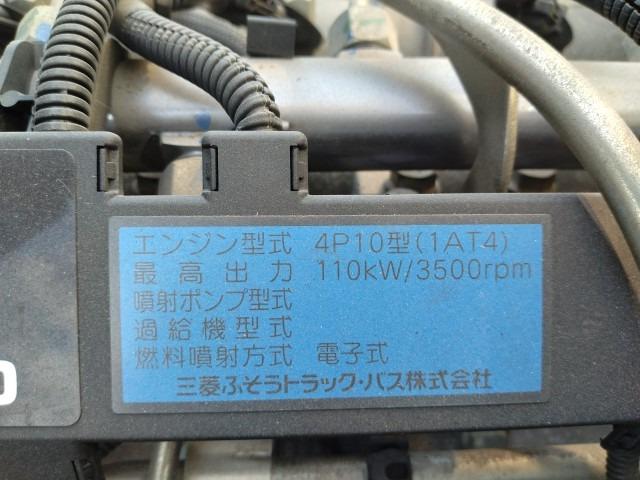 エンジン型式 4P10型(1AT4)
最高出力 110kW/3500rpm
噴射ポンプ型式
過給機型式
燃料噴射方式 電子式
三菱ふそうトラック・バス株式会社